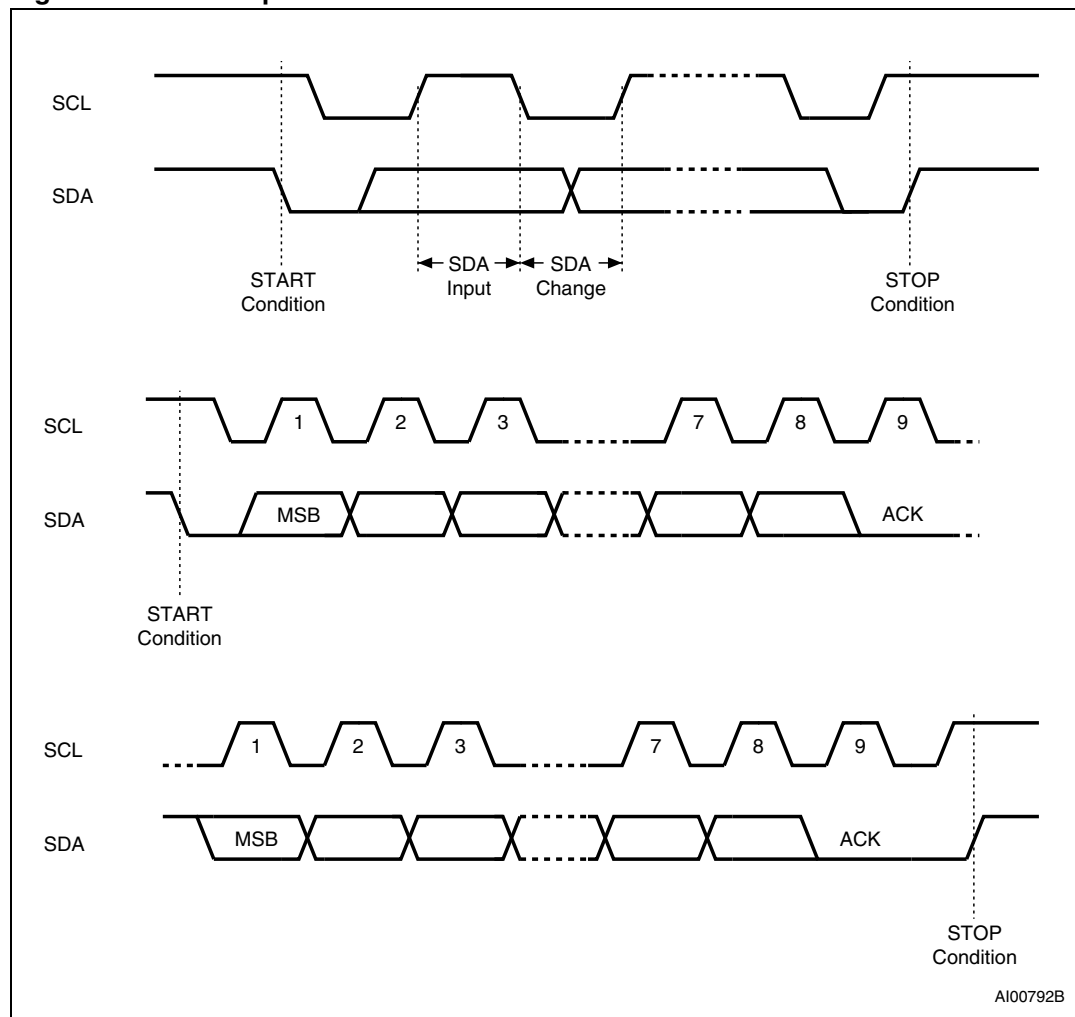 SCL
SDA
SDA
Input
SDA
Change
START
Condition
STOP
Condition
SCL
1 2 3 7 8 9
SDA
MSB
ACK
START
Condition
SCL
1 2 3 7 8 9
SDA
MSB
ACK
STOP
Condition
AI00792B